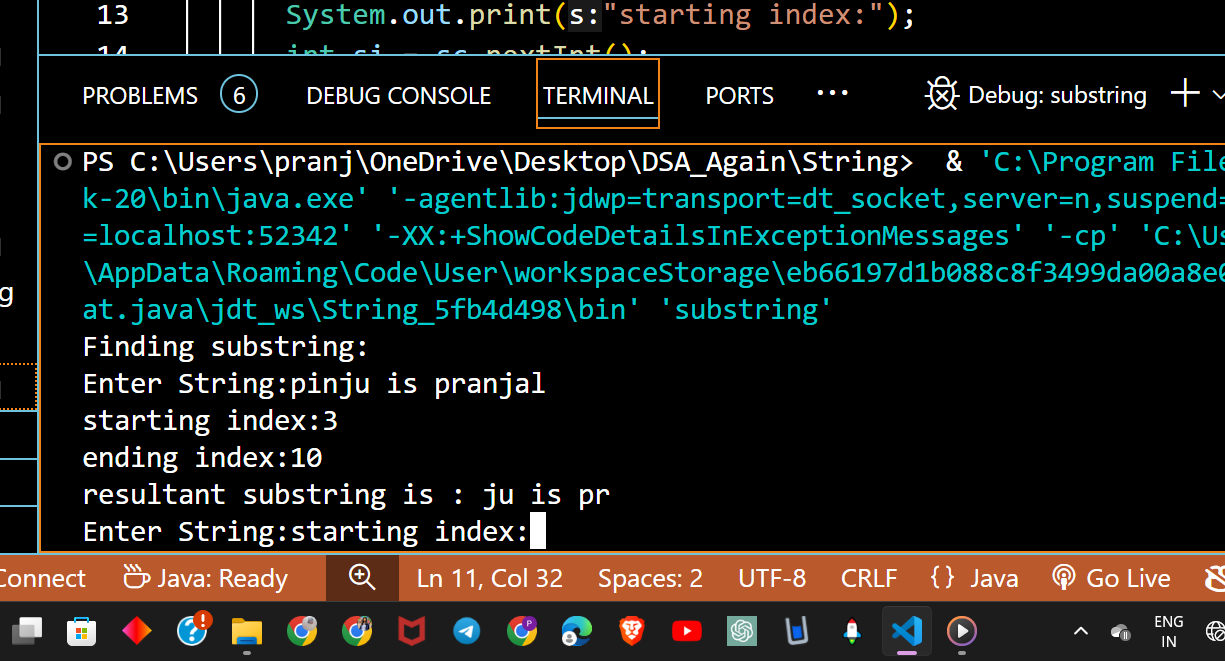 13 System.out.print(s:"starting index:");
14 int si = sc.nextInt();
PROBLEMS 6 DEBUG CONSOLE TERMINAL PORTS ··· Debug: substring
PS C:\Users\pranj\OneDrive\Desktop\DSA_Again\String> & 'C:\Program File
k-20\bin\java.exe' '-agentlib:jdwp=transport=dt_socket,server=n,suspend=
=localhost:52342' '-XX:+ShowCodeDetailsInExceptionMessages' '-cp' 'C:\Us
\AppData\Roaming\Code\User\workspaceStorage\eb66197d1b088c8f3499da00a8e0
g
at.java\jdt_ws\String_5fb4d498\bin' 'substring'
Finding substring:
Enter String:pinju is pranjal
starting index:3
ending index:10
resultant substring is : ju is pr
Enter String:starting index:
Connect Java: Ready Ln 11, Col 32 Spaces: 2 UTF-8 CRLF {} Java Go Live
ENG
IN